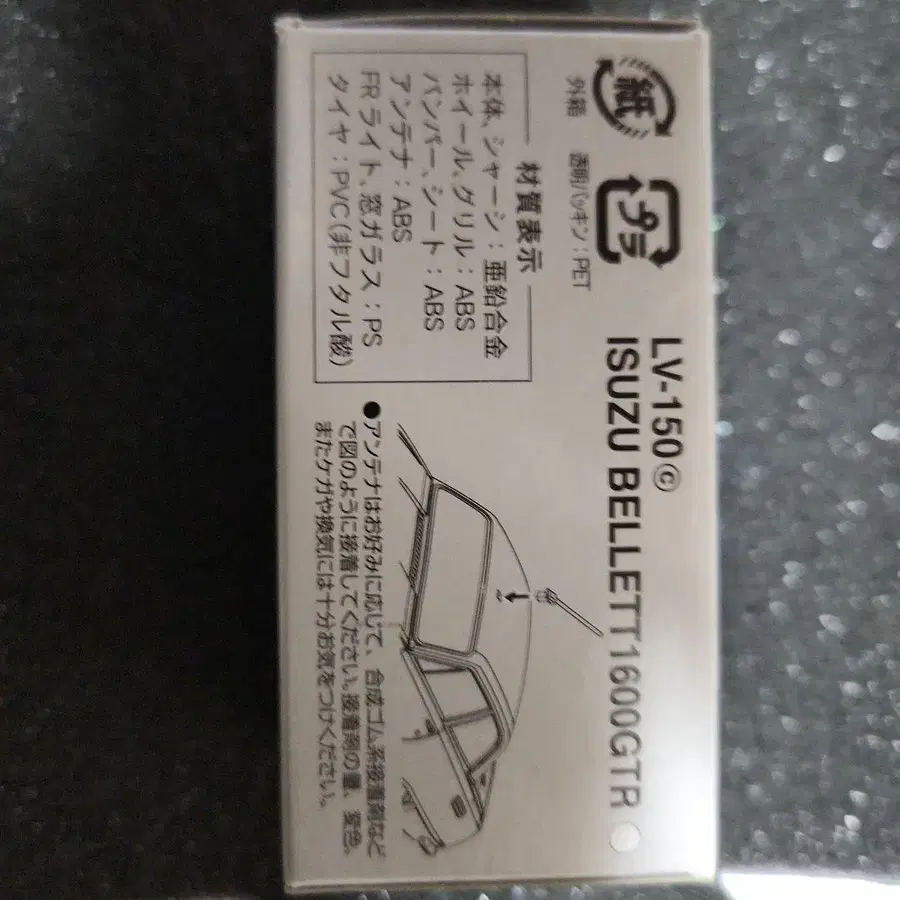 紙
外箱
プラ
透明パッキン：PET
LV-150ⓒ
ISUZU BELLETT1600GTR
材質表示
本体、シャーシ：亜鉛合金
ホイール、グリル：ABS
バンパー、シート：ABS
アンテナ：ABS
FRライト、窓ガラス：PS
タイヤ：PVC（非フタル酸）
●アンテナはお好みに応じて、合成ゴム系接着剤など
で図のように接着してください。接着剤の量、変色。
またケガや換気には十分お気をつけください。